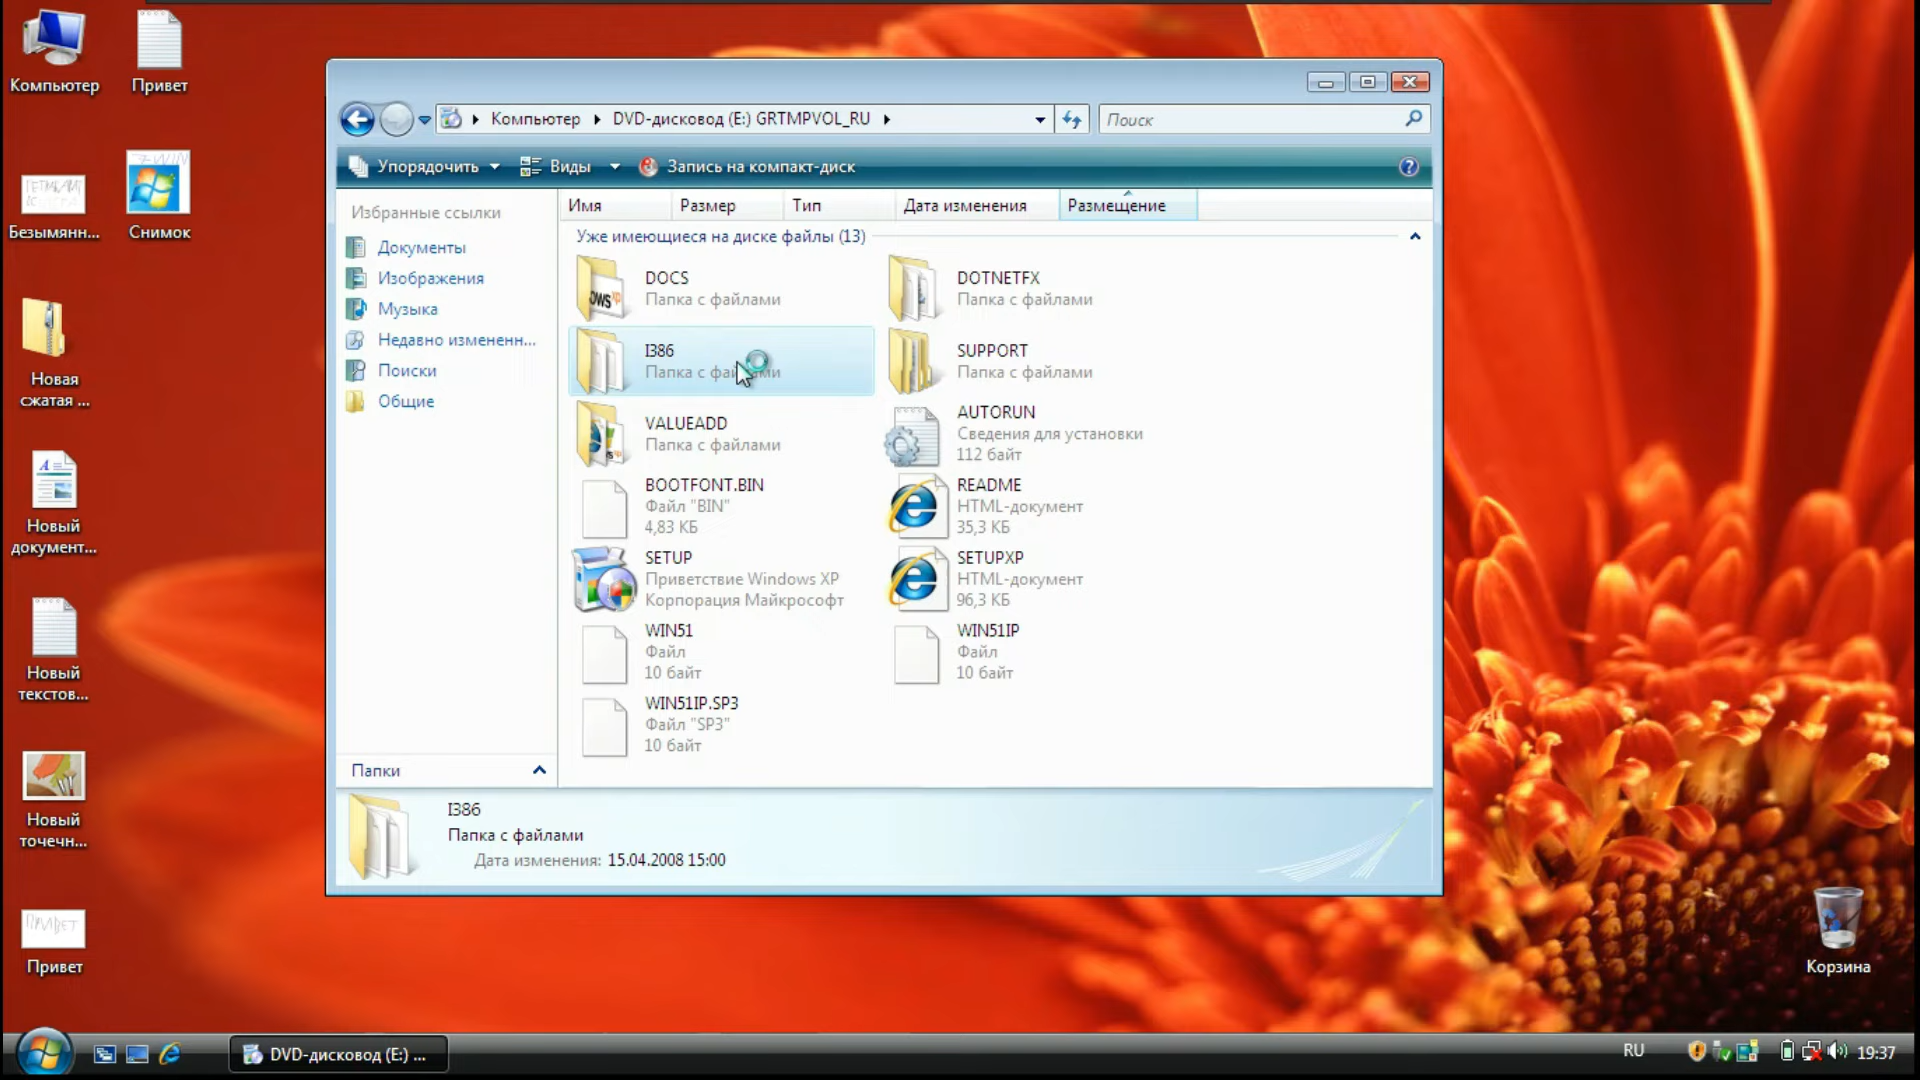 Компьютер
Привет
Безымянн...
Снимок
Новая
сжатая ...
Новый
документ...
Новый
текстов...
Новый
точечн...
ПРИВЕТ
Привет
Корзина
Компьютер
DVD-дисковод (E:) GRTMPVOL_RU
Поиск
Упорядочить
Виды
Запись на компакт-диск
Избранные ссылки
Документы
Изображения
Музыка
Недавно измененн...
Поиски
Общие
Папки
Имя Размер Тип Дата изменения Размещение
Уже имеющиеся на диске файлы (13)
DOCS
Папка с файлами
DOTNETFX
Папка с файлами
I386
Папка с файлами
SUPPORT
Папка с файлами
VALUEADD
Папка с файлами
AUTORUN
Сведения для установки
112 байт
BOOTFONT.BIN
Файл "BIN"
4,83 КБ
README
HTML-документ
35,3 КБ
SETUP
Приветствие Windows XP
Корпорация Майкрософт
SETUPXP
HTML-документ
96,3 КБ
WIN51
Файл
10 байт
WIN51IP
Файл
10 байт
WIN51IP.SP3
Файл "SP3"
10 байт
I386
Папка с файлами
Дата изменения: 15.04.2008 15:00
DVD-дисковод (E:) ...
RU
19:37